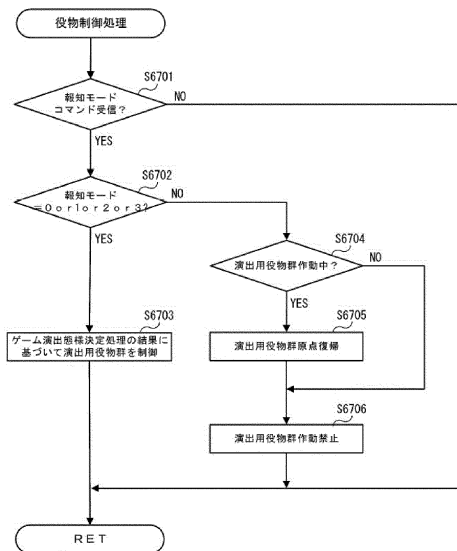 役物制御処理
S6701
報知モード
コマンド受信？
NO
YES
S6702
報知モード
＝０ｏｒ１ｏｒ２ｏｒ３？
NO
YES
S6704
演出用役物群作動中？
NO
YES
S6703
ゲーム演出態様決定処理の結果に
基づいて演出用役物群を制御
S6705
演出用役物群原点復帰
S6706
演出用役物群作動禁止
ＲＥＴ